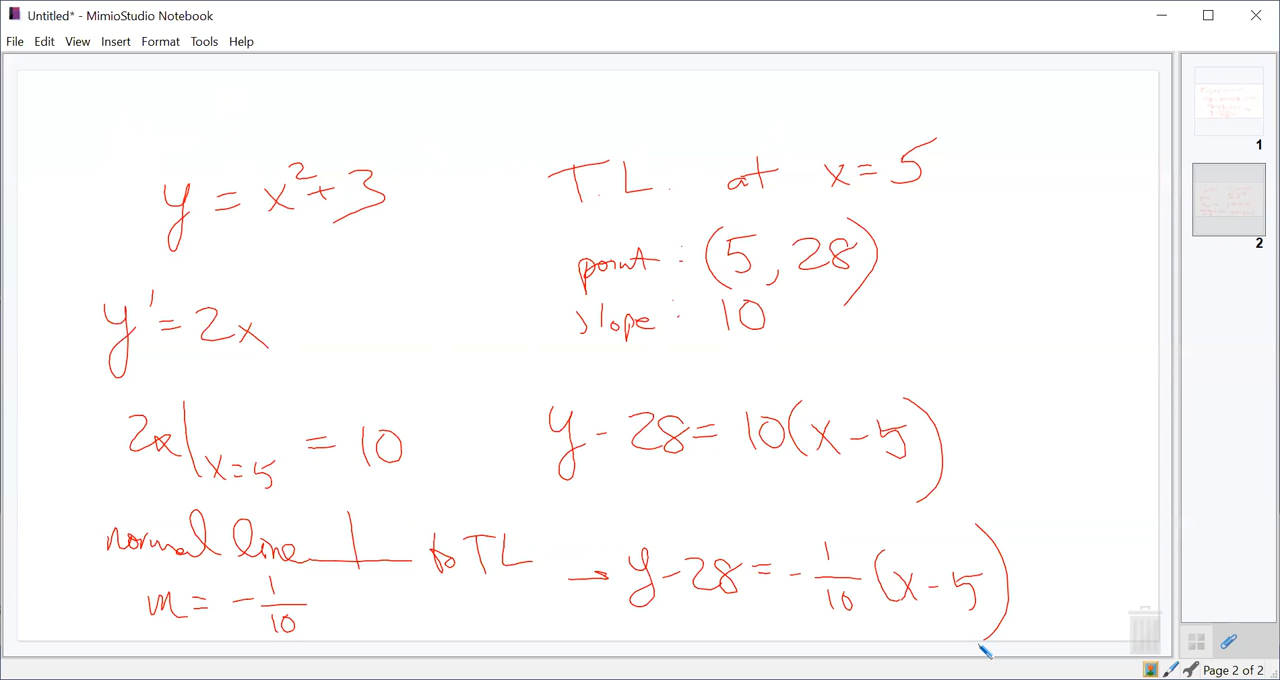 Untitled* - MimioStudio Notebook
File Edit View Insert Format Tools Help
y = x² + 3
T.L. at x = 5
point : (5, 28)
slope : 10
y' = 2x
2x|x=5 = 10
y - 28 = 10(x - 5)
normal line ⊥ to TL
m = -1/10
→ y - 28 = -1/10 (x - 5)
1
2
Page 2 of 2